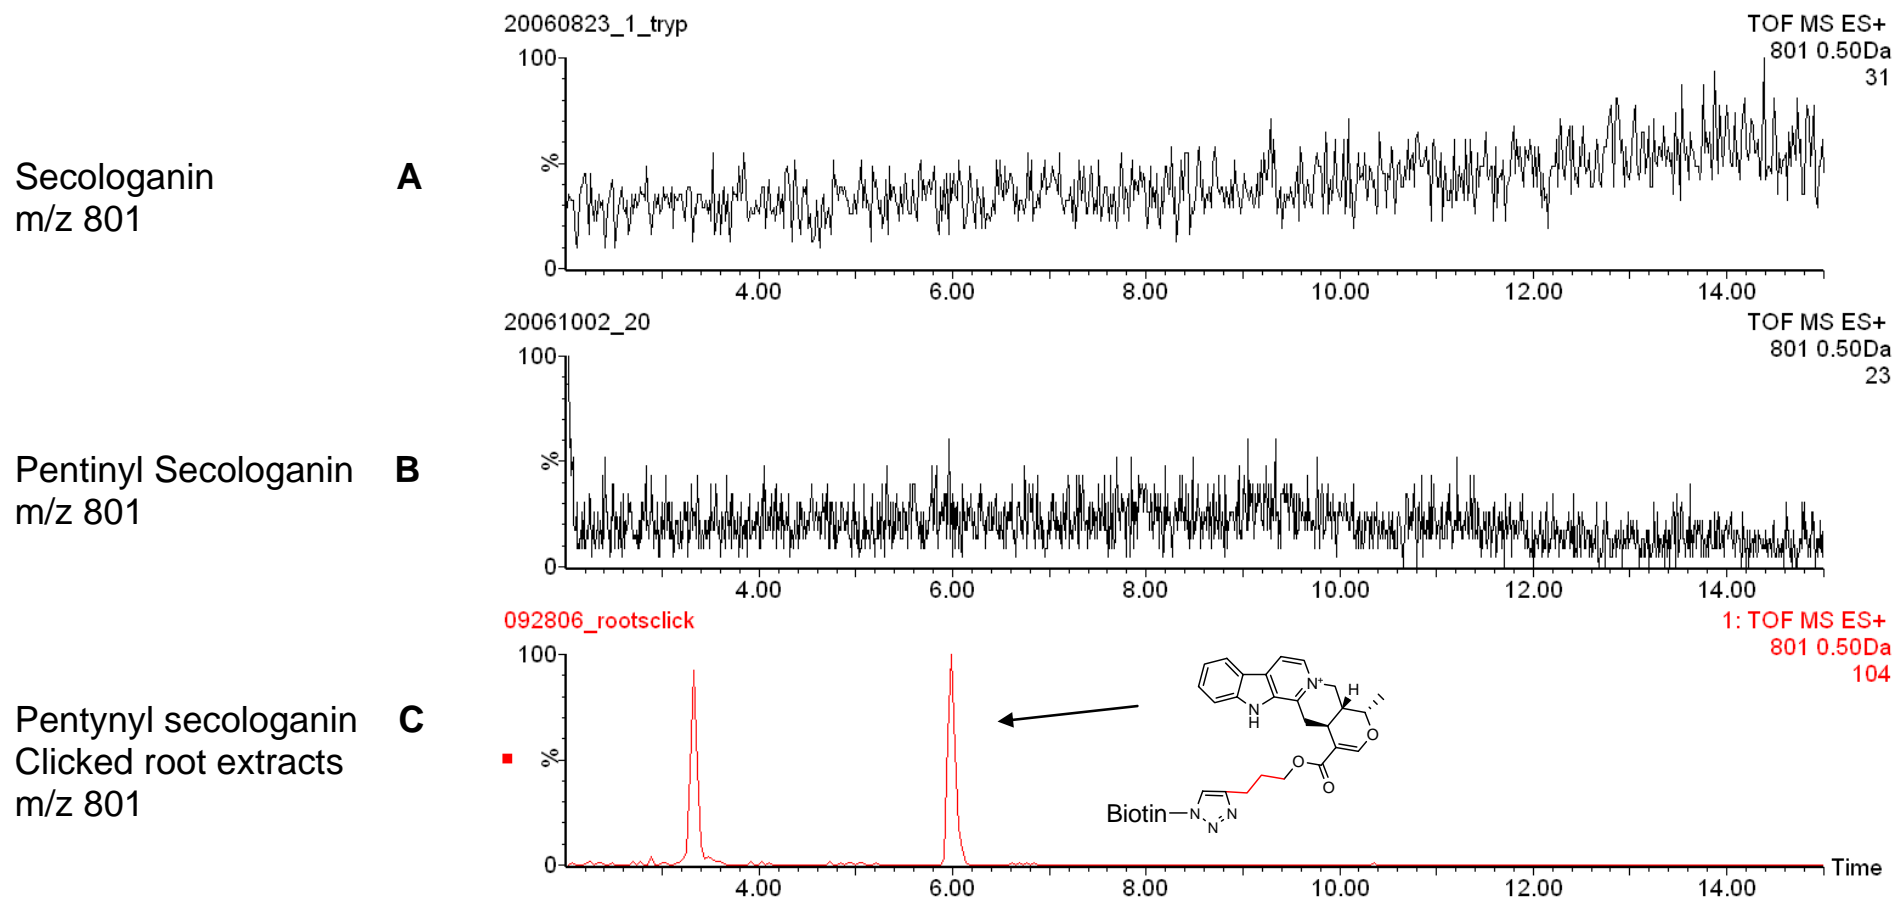 20060823_1_tryp
TOF MS ES+
801 0.50Da
31
100
%
0
Secologanin
m/z 801
A
4.00 6.00 8.00 10.00 12.00 14.00
20061002_20
TOF MS ES+
801 0.50Da
23
100
%
0
Pentinyl Secologanin
m/z 801
B
4.00 6.00 8.00 10.00 12.00 14.00
092806_rootsclick
1: TOF MS ES+
801 0.50Da
104
100
%
0
Pentynyl secologanin
Clicked root extracts
m/z 801
C
N+
H
N
H
O
O
O
Biotin
N
N
N
Time
4.00 6.00 8.00 10.00 12.00 14.00